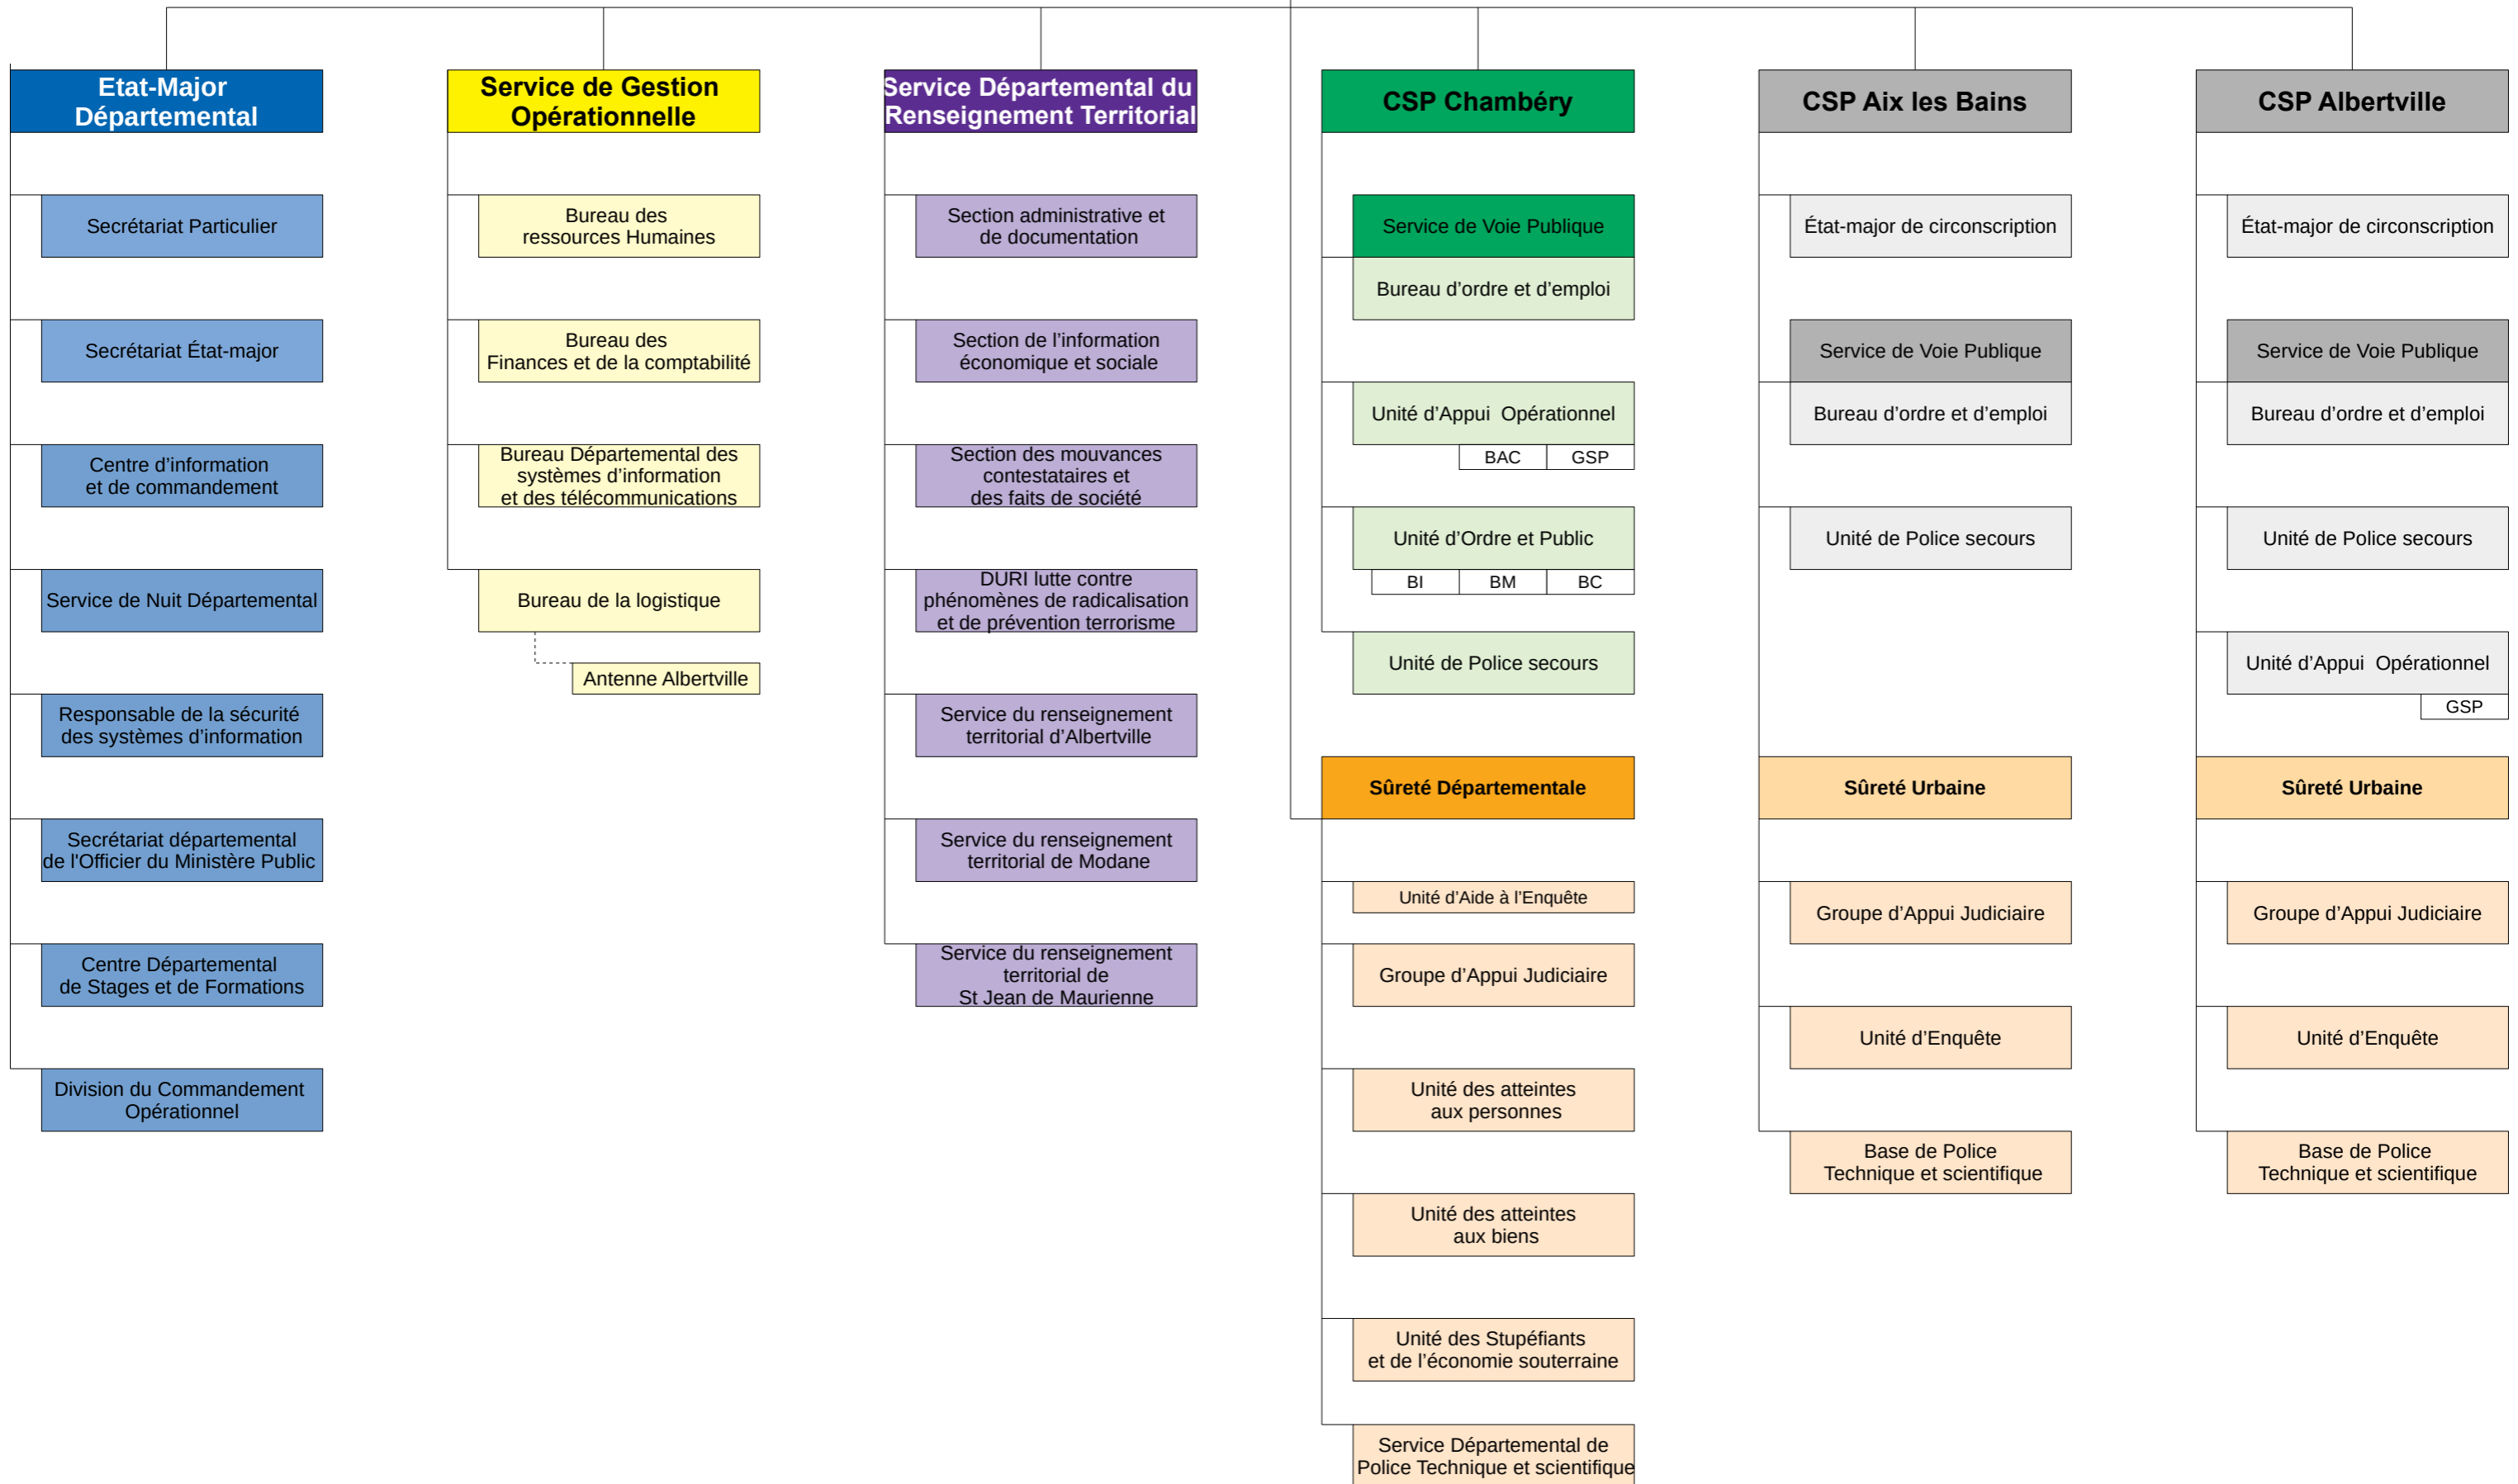 Etat-Major
Départemental
Secrétariat Particulier
Secrétariat État-major
Centre d’information
et de commandement
Service de Nuit Départemental
Responsable de la sécurité
des systèmes d’information
Secrétariat départemental
de l'Officier du Ministère Public
Centre Départemental
de Stages et de Formations
Division du Commandement
Opérationnel
Service de Gestion
Opérationnelle
Bureau des
ressources Humaines
Bureau des
Finances et de la comptabilité
Bureau Départemental des
systèmes d’information
et des télécommunications
Bureau de la logistique
Antenne Albertville
Service Départemental du
Renseignement Territorial
Section administrative et
de documentation
Section de l’information
économique et sociale
Section des mouvances
contestataires et
des faits de société
DURI lutte contre
phénomènes de radicalisation
et de prévention terrorisme
Service du renseignement
territorial d’Albertville
Service du renseignement
territorial de Modane
Service du renseignement
territorial de
St Jean de Maurienne
CSP Chambéry
Service de Voie Publique
Bureau d’ordre et d’emploi
Unité d’Appui  Opérationnel
BAC GSP
Unité d’Ordre et Public
BI BM BC
Unité de Police secours
Sûreté Départementale
Unité d’Aide à l’Enquête
Groupe d’Appui Judiciaire
Unité des atteintes
aux personnes
Unité des atteintes
aux biens
Unité des Stupéfiants
et de l’économie souterraine
Service Départemental de
Police Technique et scientifique
CSP Aix les Bains
État-major de circonscription
Service de Voie Publique
Bureau d’ordre et d’emploi
Unité de Police secours
Sûreté Urbaine
Groupe d’Appui Judiciaire
Unité d’Enquête
Base de Police
Technique et scientifique
CSP Albertville
État-major de circonscription
Service de Voie Publique
Bureau d’ordre et d’emploi
Unité de Police secours
Unité d’Appui  Opérationnel
GSP
Sûreté Urbaine
Groupe d’Appui Judiciaire
Unité d’Enquête
Base de Police
Technique et scientifique